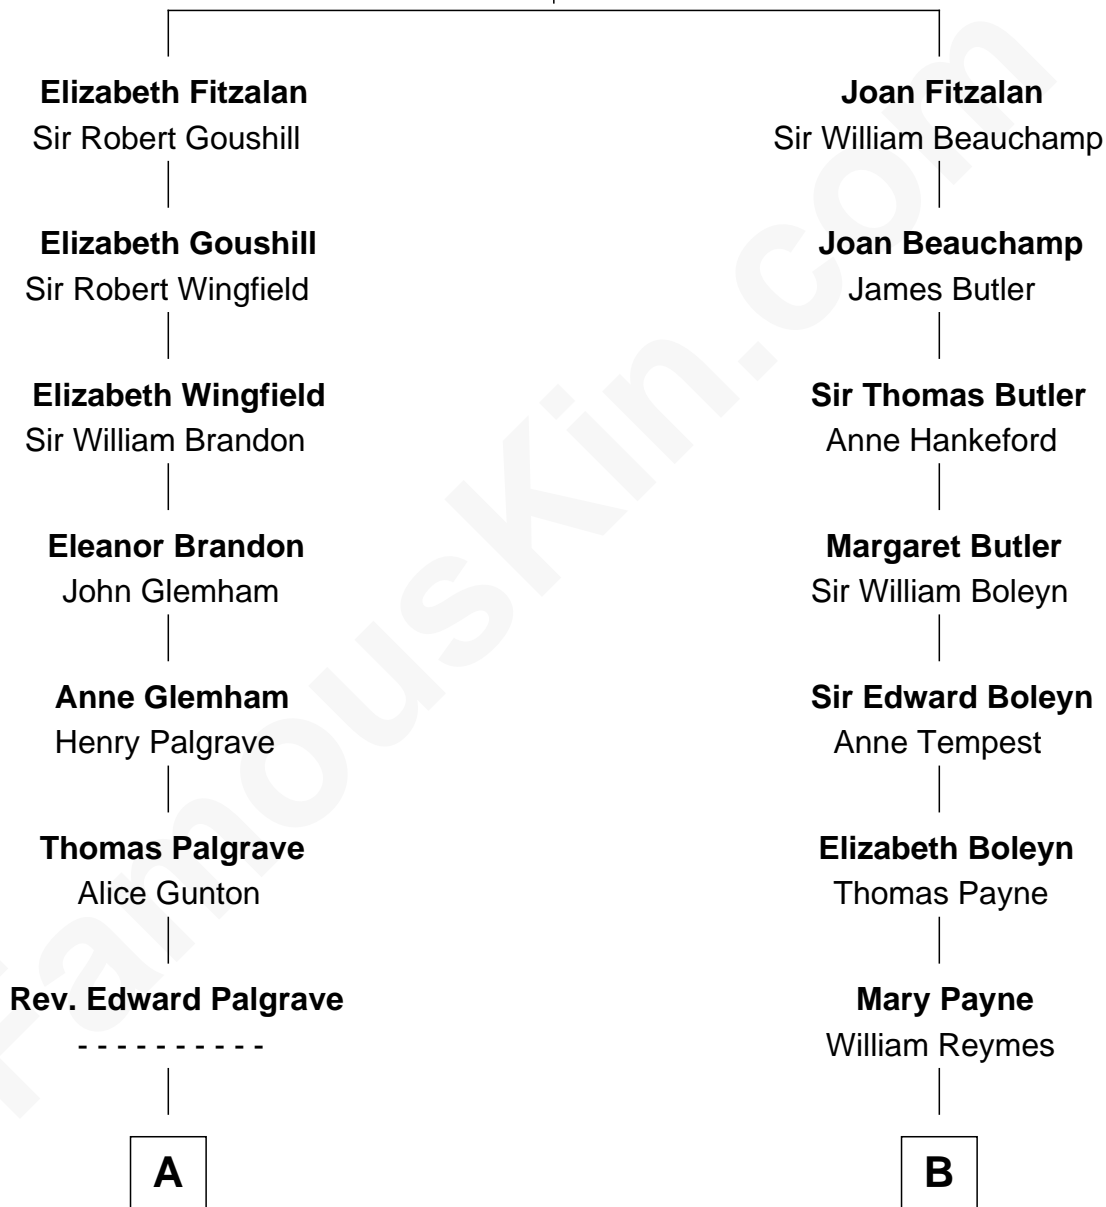 Elizabeth Fitzalan
Sir Robert Goushill
Elizabeth Goushill
Sir Robert Wingfield
Elizabeth Wingfield
Sir William Brandon
Eleanor Brandon
John Glemham
Anne Glemham
Henry Palgrave
Thomas Palgrave
Alice Gunton
Rev. Edward Palgrave
- - - - - - - - - -
A
Joan Fitzalan
Sir William Beauchamp
Joan Beauchamp
James Butler
Sir Thomas Butler
Anne Hankeford
Margaret Butler
Sir William Boleyn
Sir Edward Boleyn
Anne Tempest
Elizabeth Boleyn
Thomas Payne
Mary Payne
William Reymes
B
FamousKin.com